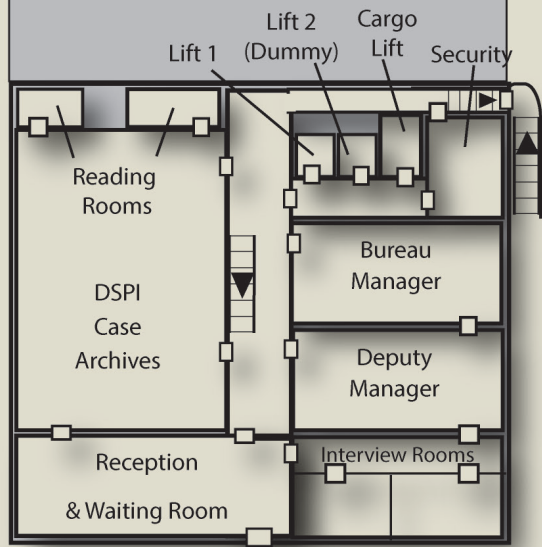 Lift 1
Lift 2
(Dummy)
Cargo
Lift
Security
Reading
Rooms
DSPI
Case
Archives
Bureau
Manager
Deputy
Manager
Interview Rooms
Reception
& Waiting Room